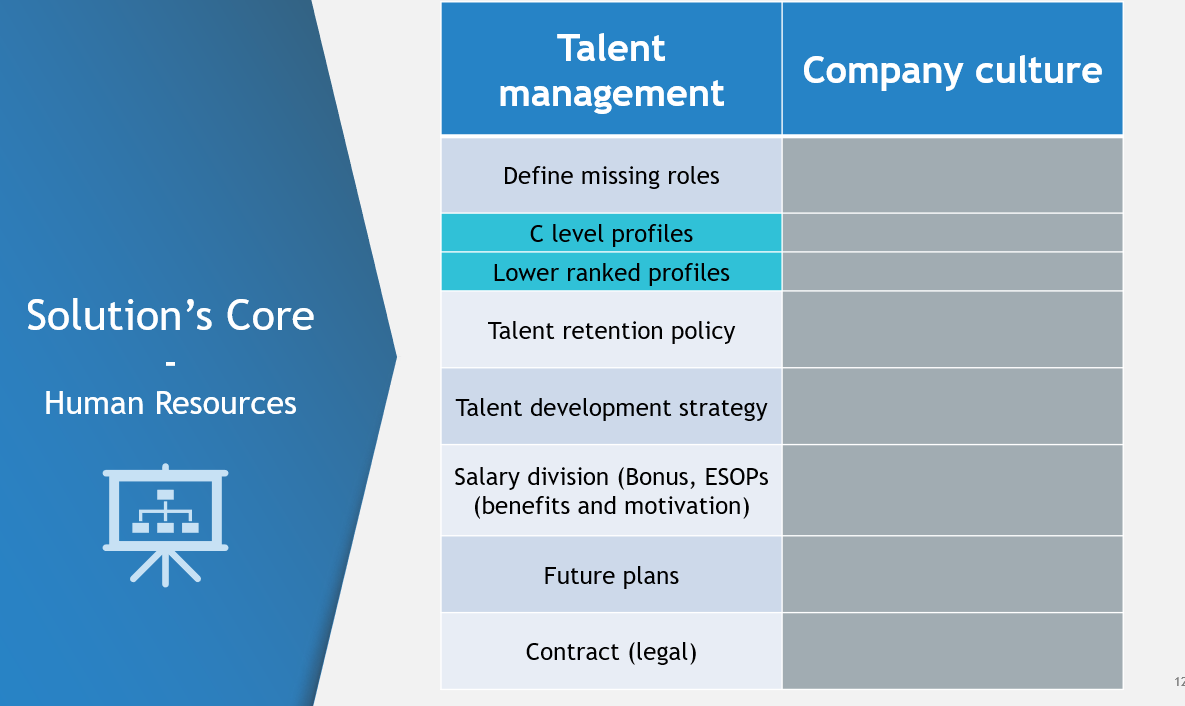 Solution’s Core
-
Human Resources
Talent
management
Company culture
Define missing roles
C level profiles
Lower ranked profiles
Talent retention policy
Talent development strategy
Salary division (Bonus, ESOPs
(benefits and motivation)
Future plans
Contract (legal)
12